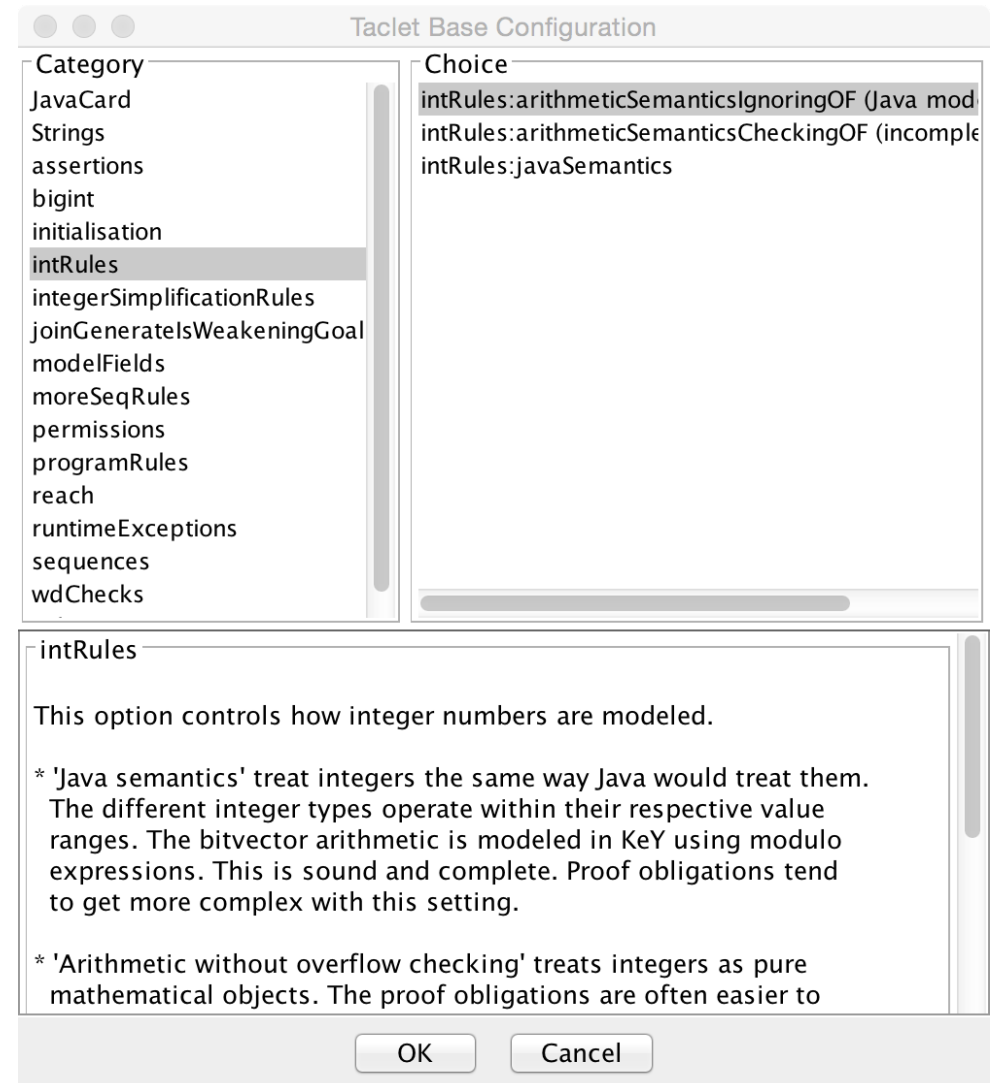 Taclet Base Configuration
Category
JavaCard
Strings
assertions
bigint
initialisation
intRules
integerSimplificationRules
joinGenerateIsWeakeningGoal
modelFields
moreSeqRules
permissions
programRules
reach
runtimeExceptions
sequences
wdChecks
Choice
intRules:arithmeticSemanticsIgnoringOF (Java mod
intRules:arithmeticSemanticsCheckingOF (incomple
intRules:javaSemantics
intRules
This option controls how integer numbers are modeled.
* 'Java semantics' treat integers the same way Java would treat them.
The different integer types operate within their respective value
ranges. The bitvector arithmetic is modeled in KeY using modulo
expressions. This is sound and complete. Proof obligations tend
to get more complex with this setting.
* 'Arithmetic without overflow checking' treats integers as pure
mathematical objects. The proof obligations are often easier to
OK
Cancel